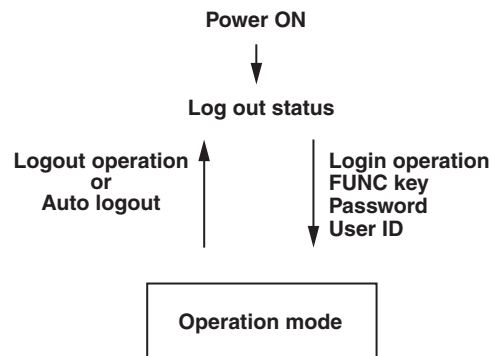 Power ON
Log out status
Logout operation
or
Auto logout
Login operation
FUNC key
Password
User ID
Operation mode